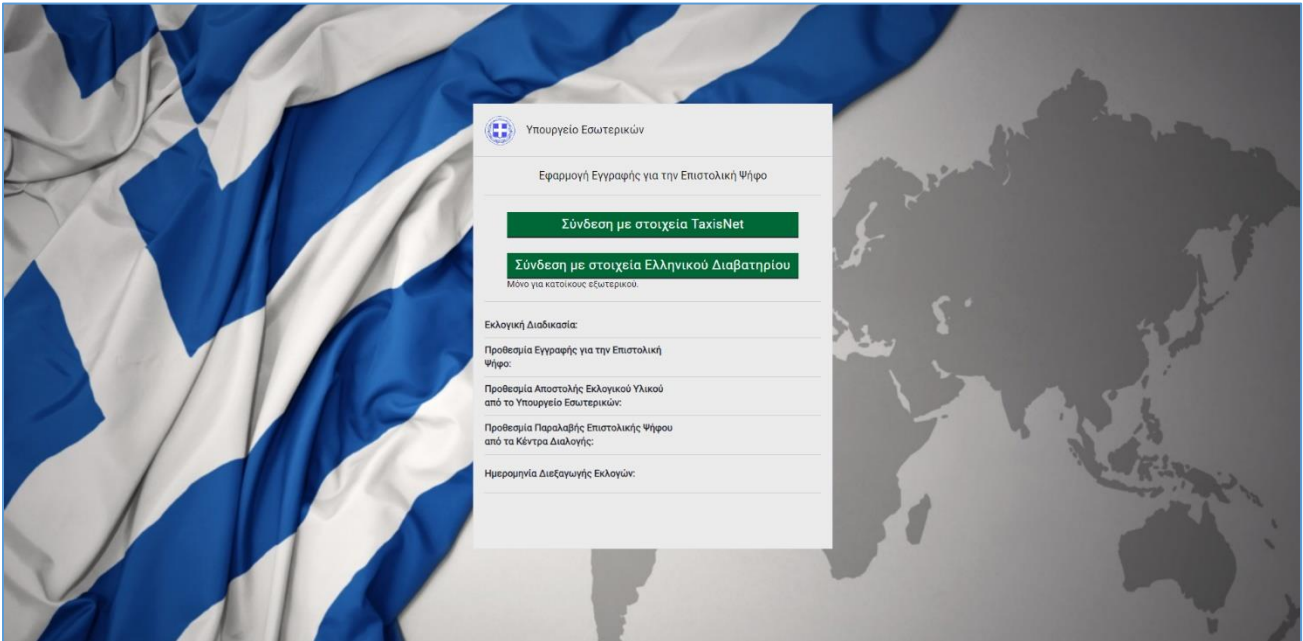 Υπουργείο Εσωτερικών
Εφαρμογή Εγγραφής για την Επιστολική Ψήφο
Σύνδεση με στοιχεία TaxisNet
Σύνδεση με στοιχεία Ελληνικού Διαβατηρίου
Μόνο για κατοίκους εξωτερικού.
Εκλογική Διαδικασία:
Προθεσμία Εγγραφής για την Επιστολική
Ψήφο:
Προθεσμία Αποστολής Εκλογικού Υλικού
από το Υπουργείο Εσωτερικών:
Προθεσμία Παραλαβής Επιστολικής Ψήφου
από τα Κέντρα Διαλογής:
Ημερομηνία Διεξαγωγής Εκλογών: